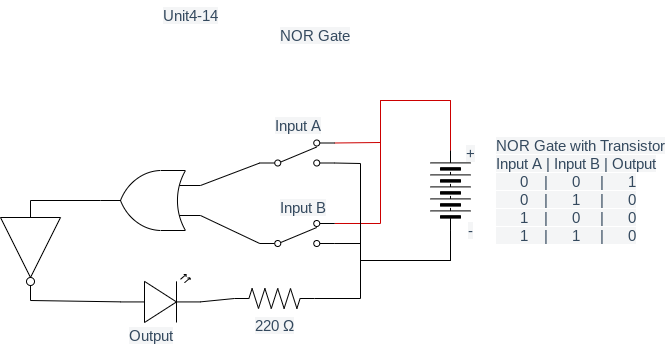 Unit4-14
NOR Gate
Input A
Input B
+
-
NOR Gate with Transistor
Input A | Input B | Output
0 | 0 | 1
0 | 1 | 0
1 | 0 | 0
1 | 1 | 0
220 Ω
Output